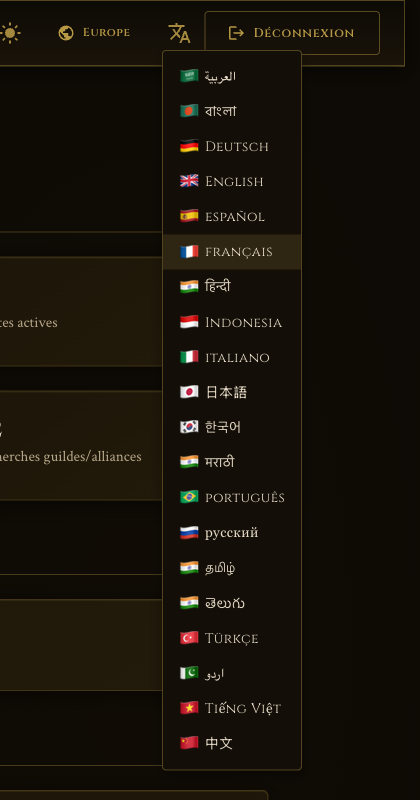 Europe
Déconnexion
العربية
বাংলা
Deutsch
English
español
français
हिन्दी
Indonesia
italiano
日本語
tes actives
한국어
herches guildes/alliances
मराठी
português
русский
தமிழ்
తెలుగు
Türkçe
اردو
Tiếng Việt
中文